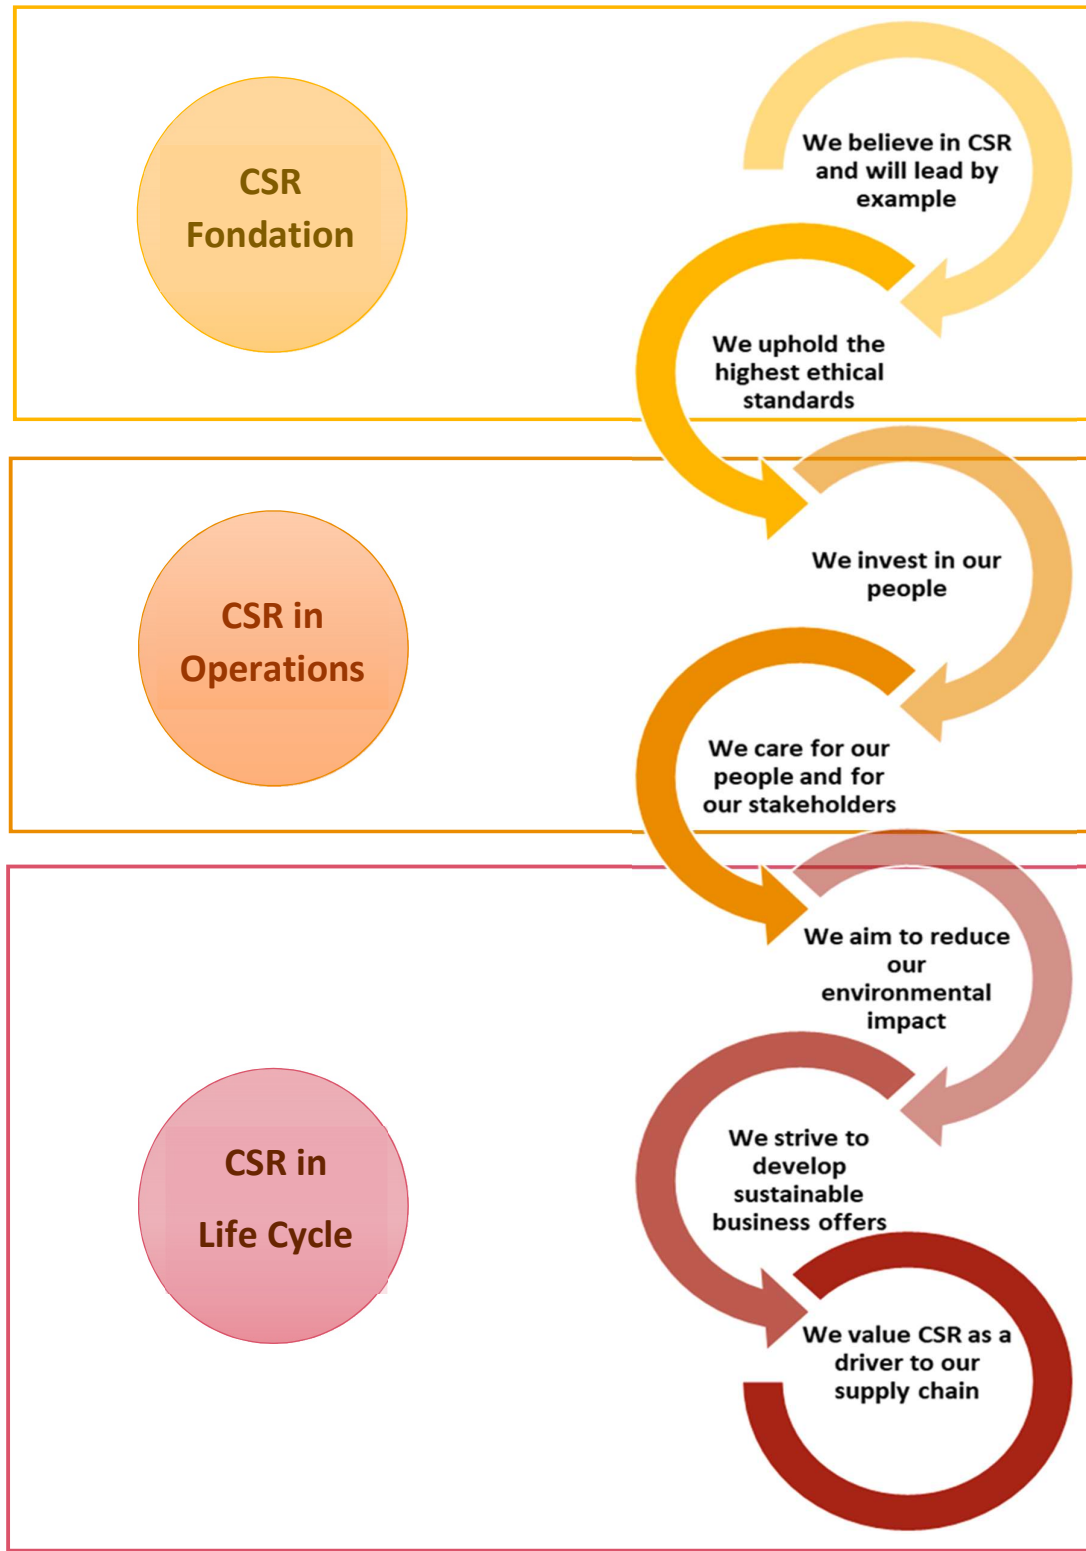 CSR
Fondation
We believe in CSR
and will lead by
example
We uphold the
highest ethical
standards
CSR in
Operations
We invest in our
people
We care for our
people and for
our stakeholders
CSR in
Life Cycle
We aim to reduce
our
environmental
impact
We strive to
develop
sustainable
business offers
We value CSR as a
driver to our
supply chain